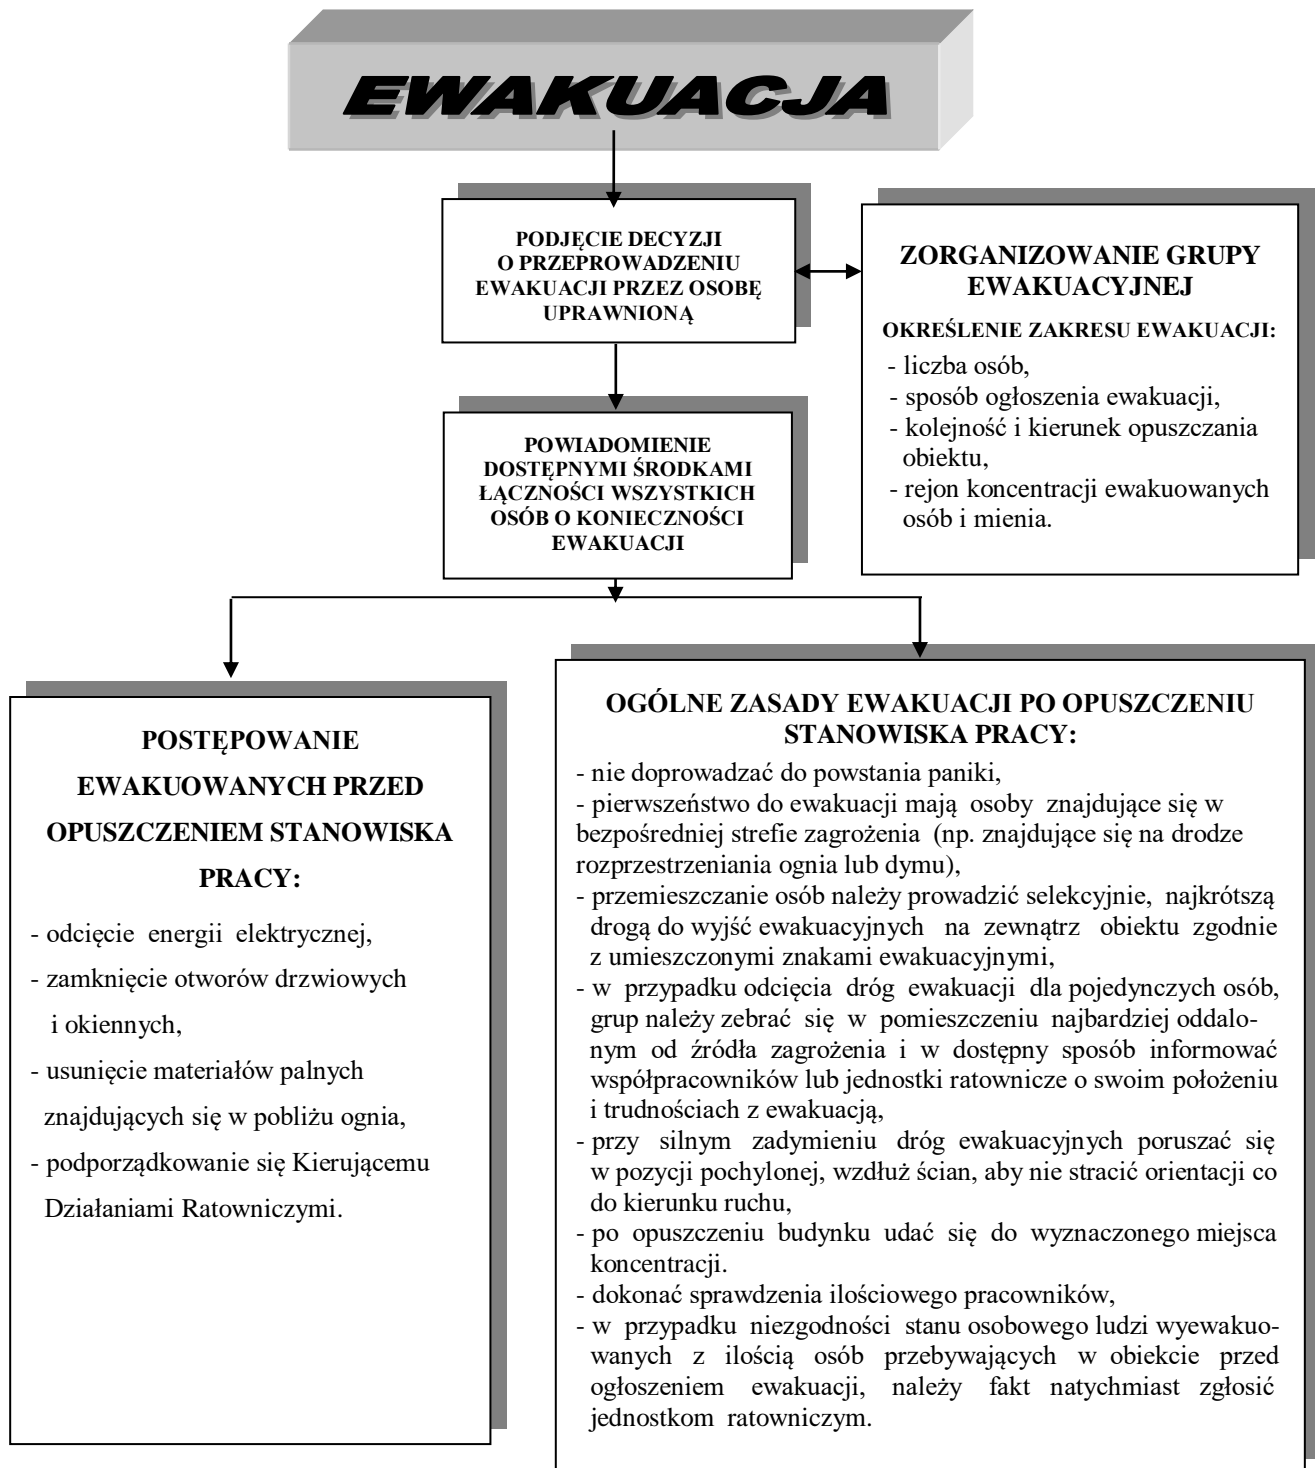 EWAKUACJA
PODJĘCIE DECYZJI
O PRZEPROWADZENIU
EWAKUACJI PRZEZ OSOBĘ
UPRAWNIONĄ
ZORGANIZOWANIE GRUPY
EWAKUACYJNEJ
OKREŚLENIE ZAKRESU EWAKUACJI:
- liczba osób,
- sposób ogłoszenia ewakuacji,
- kolejność i kierunek opuszczania
obiektu,
- rejon koncentracji ewakuowanych
osób i mienia.
POWIADOMIENIE
DOSTĘPNYMI ŚRODKAMI
ŁĄCZNOŚCI WSZYSTKICH
OSÓB O KONIECZNOŚCI
EWAKUACJI
POSTĘPOWANIE
EWAKUOWANYCH PRZED
OPUSZCZENIEM STANOWISKA
PRACY:
- odcięcie energii elektrycznej,
- zamknięcie otworów drzwiowych
i okiennych,
- usunięcie materiałów palnych
znajdujących się w pobliżu ognia,
- podporządkowanie się Kierującemu
Działaniami Ratowniczymi.
OGÓLNE ZASADY EWAKUACJI PO OPUSZCZENIU
STANOWISKA PRACY:
- nie doprowadzać do powstania paniki,
- pierwszeństwo do ewakuacji mają osoby znajdujące się w
bezpośredniej strefie zagrożenia (np. znajdujące się na drodze
rozprzestrzeniania ognia lub dymu),
- przemieszczanie osób należy prowadzić selekcyjnie, najkrótszą
drogą do wyjść ewakuacyjnych na zewnątrz obiektu zgodnie
z umieszczonymi znakami ewakuacyjnymi,
- w przypadku odcięcia dróg ewakuacji dla pojedynczych osób,
grup należy zebrać się w pomieszczeniu najbardziej oddalo-
nym od źródła zagrożenia i w dostępny sposób informować
współpracowników lub jednostki ratownicze o swoim położeniu
i trudnościach z ewakuacją,
- przy silnym zadymieniu dróg ewakuacyjnych poruszać się
w pozycji pochylonej, wzdłuż ścian, aby nie stracić orientacji co
do kierunku ruchu,
- po opuszczeniu budynku udać się do wyznaczonego miejsca
koncentracji.
- dokonać sprawdzenia ilościowego pracowników,
- w przypadku niezgodności stanu osobowego ludzi wyewakuo-
wanych z ilością osób przebywających w obiekcie przed
ogłoszeniem ewakuacji, należy fakt natychmiast zgłosić
jednostkom ratowniczym.